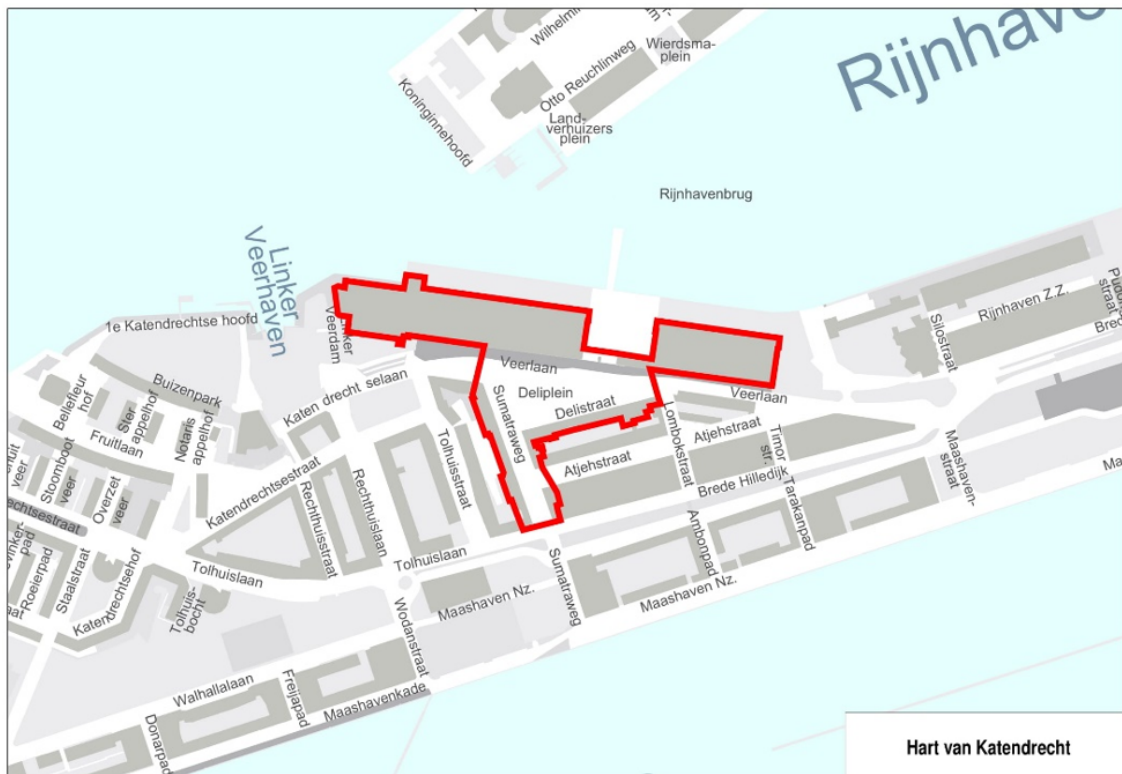 Wilhelmin
Wierdsma-
plein
Otto Reuchlinweg
Land-
verhuizers
plein
Koninginnehoofd
Rijnhave
Rijnhavenbrug
Linker
Veerhaven
1e Katendrechtse hoofd
Veerdam
Rijnhaven Z.Z.
Silostraat
straat
Buizenpark
Bellefleur
hof
Ster
appelhof
Notaris
appelhof
Fruitlaan
Stoomboot
veer
Overzet
veer
Katen drecht selaan
Veerlaan
Deliplein
Veerlaan
Delistraat
Sumatraweg
Lombokstraat
Atjehstraat
Timor
str.
Atjehstraat
Brede Hilledijk
Tarakanpad
Ambonpad
Maashaven-
straat
Tolhuisstraat
Katendrechtsestraat
Rechthuisstraat
Rechthuislaan
Tolhuislaan
Tolhuislaan
Roeierpad
Staalstraat
Katendrechtsehof
Tolhuis-
bocht
Sumatraweg
Maashaven Nz.
Maashaven Nz.
Wodanstraat
Walhallalaan
Freijapad
Maashavenkade
Donarpad
Hart van Katendrecht